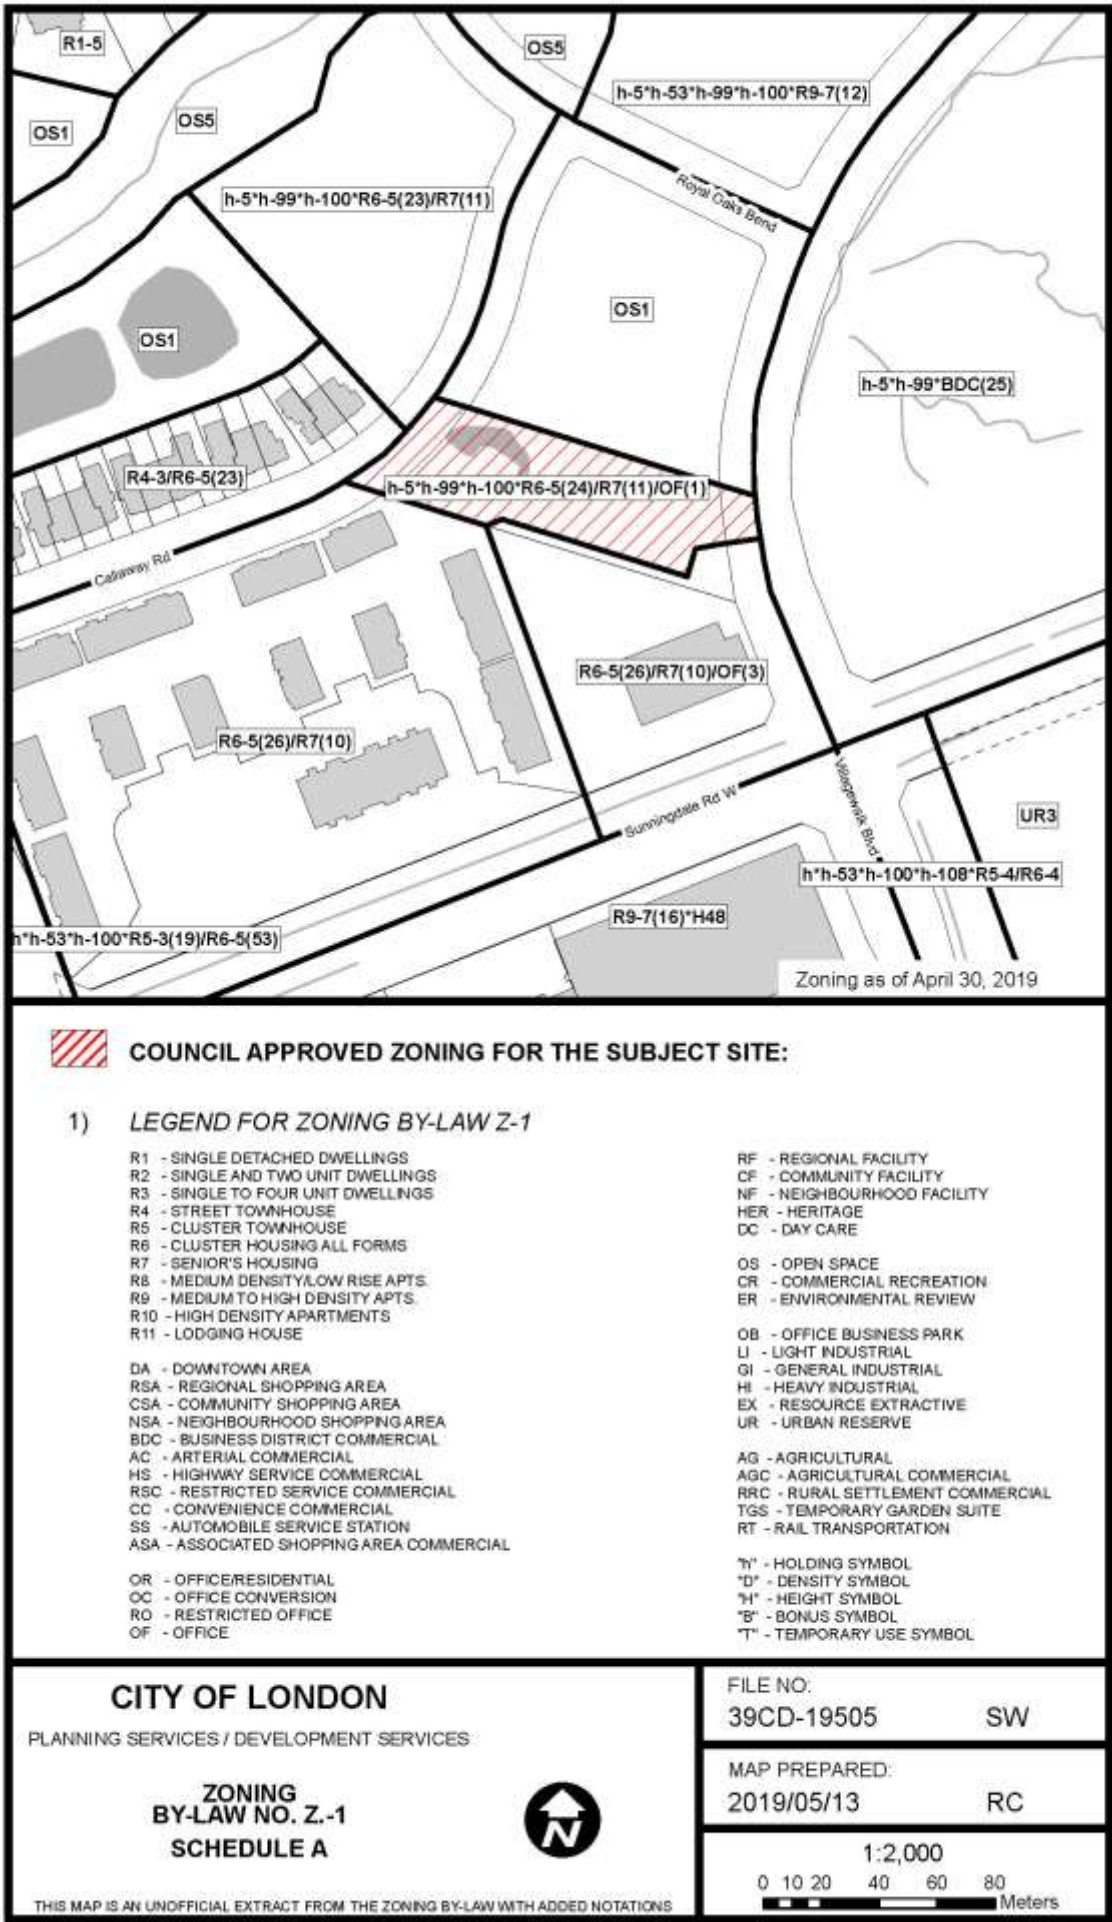 R1-5
OS5
h-5*h-53*h-99*h-100*R9-7(12)
OS1
OS5
Royal Oaks Bend
h-5*h-99*h-100*R6-5(23)/R7(11)
OS1
OS1
h-5*h-99*BDC(25)
R4-3/R6-5(23)
h-5*h-99*h-100*R6-5(24)/R7(11)/OF(1)
Callaway Rd
R6-5(26)/R7(10)/OF(3)
R6-5(26)/R7(10)
Sunningdale Rd W
Villagewalk Blvd
UR3
h*h-53*h-100*h-108*R5-4/R6-4
R9-7(16)*H48
h*h-53*h-100*R5-3(19)/R6-5(53)
Zoning as of April 30, 2019
COUNCIL APPROVED ZONING FOR THE SUBJECT SITE:
1) LEGEND FOR ZONING BY-LAW Z-1
R1 - SINGLE DETACHED DWELLINGS
R2 - SINGLE AND TWO UNIT DWELLINGS
R3 - SINGLE TO FOUR UNIT DWELLINGS
R4 - STREET TOWNHOUSE
R5 - CLUSTER TOWNHOUSE
R6 - CLUSTER HOUSING ALL FORMS
R7 - SENIOR'S HOUSING
R8 - MEDIUM DENSITY/LOW RISE APTS.
R9 - MEDIUM TO HIGH DENSITY APTS.
R10 - HIGH DENSITY APARTMENTS
R11 - LODGING HOUSE
DA - DOWNTOWN AREA
RSA - REGIONAL SHOPPING AREA
CSA - COMMUNITY SHOPPING AREA
NSA - NEIGHBOURHOOD SHOPPING AREA
BDC - BUSINESS DISTRICT COMMERCIAL
AC - ARTERIAL COMMERCIAL
HS - HIGHWAY SERVICE COMMERCIAL
RSC - RESTRICTED SERVICE COMMERCIAL
CC - CONVENIENCE COMMERCIAL
SS - AUTOMOBILE SERVICE STATION
ASA - ASSOCIATED SHOPPING AREA COMMERCIAL
OR - OFFICE/RESIDENTIAL
OC - OFFICE CONVERSION
RO - RESTRICTED OFFICE
OF - OFFICE
RF - REGIONAL FACILITY
CF - COMMUNITY FACILITY
NF - NEIGHBOURHOOD FACILITY
HER - HERITAGE
DC - DAY CARE
OS - OPEN SPACE
CR - COMMERCIAL RECREATION
ER - ENVIRONMENTAL REVIEW
OB - OFFICE BUSINESS PARK
LI - LIGHT INDUSTRIAL
GI - GENERAL INDUSTRIAL
HI - HEAVY INDUSTRIAL
EX - RESOURCE EXTRACTIVE
UR - URBAN RESERVE
AG - AGRICULTURAL
AGC - AGRICULTURAL COMMERCIAL
RRC - RURAL SETTLEMENT COMMERCIAL
TGS - TEMPORARY GARDEN SUITE
RT - RAIL TRANSPORTATION
"h" - HOLDING SYMBOL
"D" - DENSITY SYMBOL
"H" - HEIGHT SYMBOL
"B" - BONUS SYMBOL
"T" - TEMPORARY USE SYMBOL
CITY OF LONDON
PLANNING SERVICES / DEVELOPMENT SERVICES
ZONING
BY-LAW NO. Z.-1
SCHEDULE A
N
THIS MAP IS AN UNOFFICIAL EXTRACT FROM THE ZONING BY-LAW WITH ADDED NOTATIONS
FILE NO:
39CD-19505 SW
MAP PREPARED:
2019/05/13 RC
1:2,000
0 10 20 40 60 80
Meters